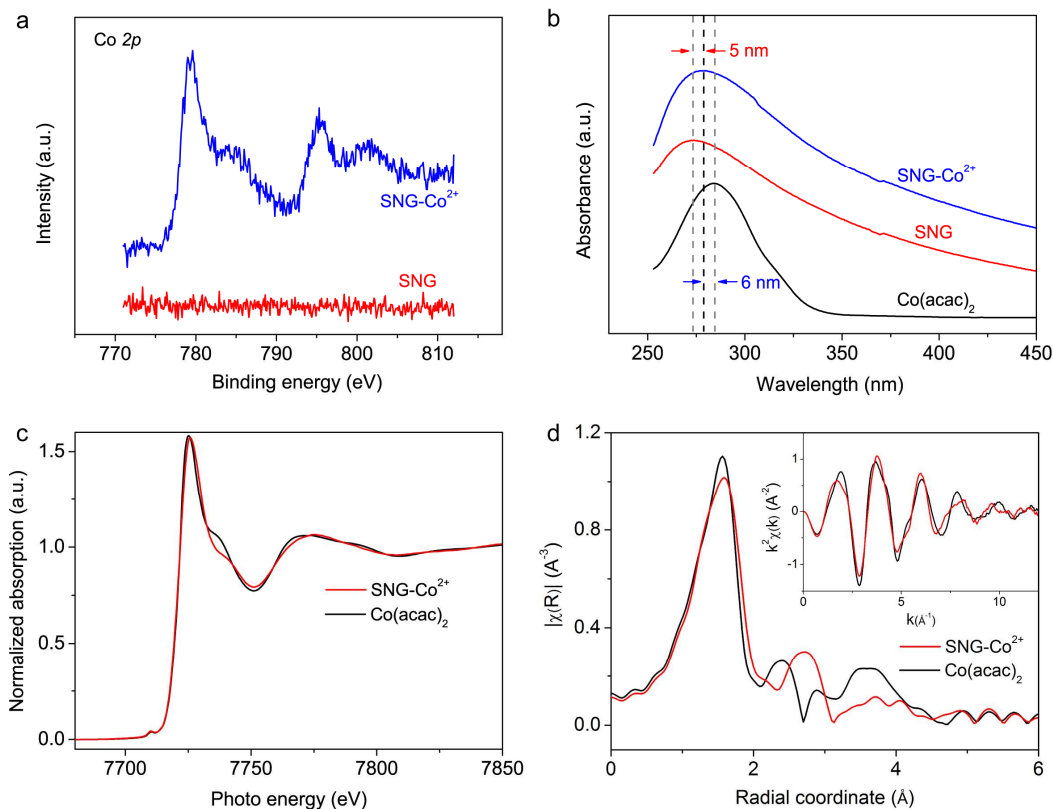 a
Co 2p
SNG-Co²⁺
SNG
Intensity (a.u.)
770 780 790 800 810
Binding energy (eV)
b
5 nm
SNG-Co²⁺
SNG
6 nm
Co(acac)₂
Absorbance (a.u.)
250 300 350 400 450
Wavelength (nm)
c
1.5
1.0
0.5
0.0
Normalized absorption (a.u.)
SNG-Co²⁺
Co(acac)₂
7700 7750 7800 7850
Photo energy (eV)
d
1.2
0.8
0.4
0.0
|χ(R)| (A⁻³)
1
0
-1
k²χ(k) (A⁻²)
0 5 10
k(Å⁻¹)
SNG-Co²⁺
Co(acac)₂
0 1 2 3 4 5 6
Radial coordinate (Å)